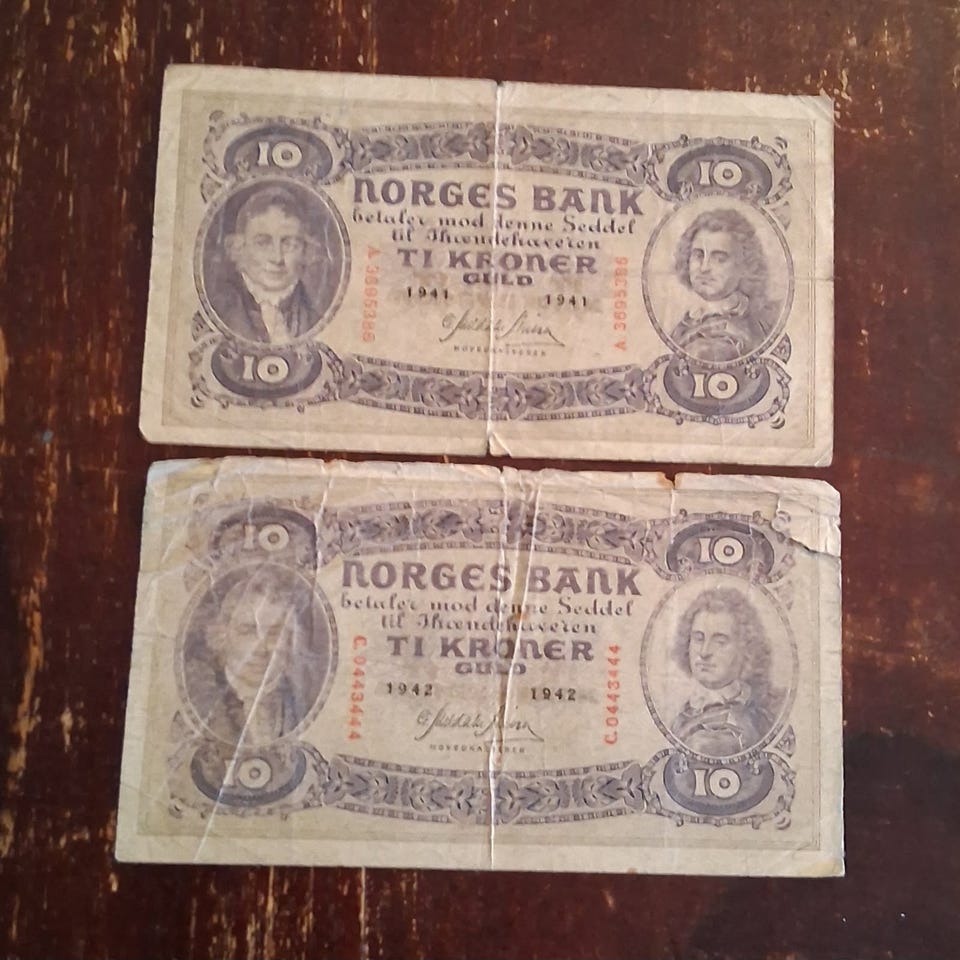 10
10
NORGES BANK
betaler mod denne Seddel
til Ihændehaveren
TI KRONER
GULD
1941 1941
A.3695386
A.3695386
HOVEDKASSERER
10
10
10
10
NORGES BANK
betaler mod denne Seddel
til Ihændehaveren
TI KRONER
GULD
1942 1942
C.0443444
C.0443444
HOVEDKASSERER
10
10